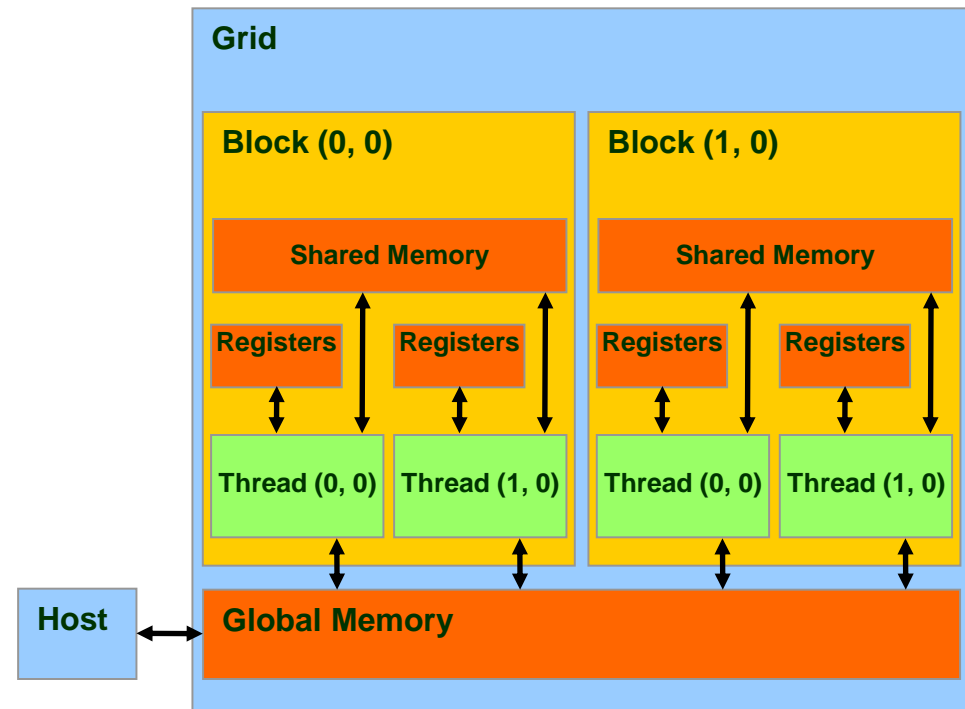 Grid
Block (0, 0)
Block (1, 0)
Shared Memory
Shared Memory
Registers
Registers
Registers
Registers
Thread (0, 0)
Thread (1, 0)
Thread (0, 0)
Thread (1, 0)
Host
Global Memory